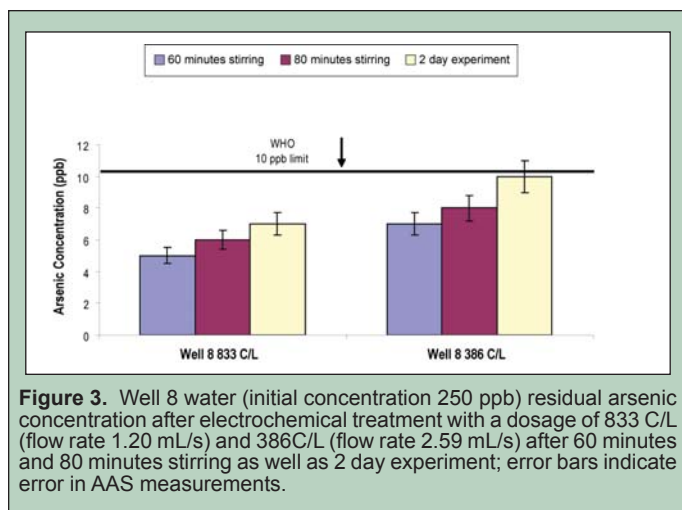 60 minutes stirring 80 minutes stirring 2 day experiment
WHO
10 ppb limit
Arsenic Concentration (ppb)
12
10
8
6
4
2
0
Well 8 833 C/L Well 8 386 C/L
Figure 3. Well 8 water (initial concentration 250 ppb) residual arsenic
concentration after electrochemical treatment with a dosage of 833 C/L
(flow rate 1.20 mL/s) and 386C/L (flow rate 2.59 mL/s) after 60 minutes
and 80 minutes stirring as well as 2 day experiment; error bars indicate
error in AAS measurements.